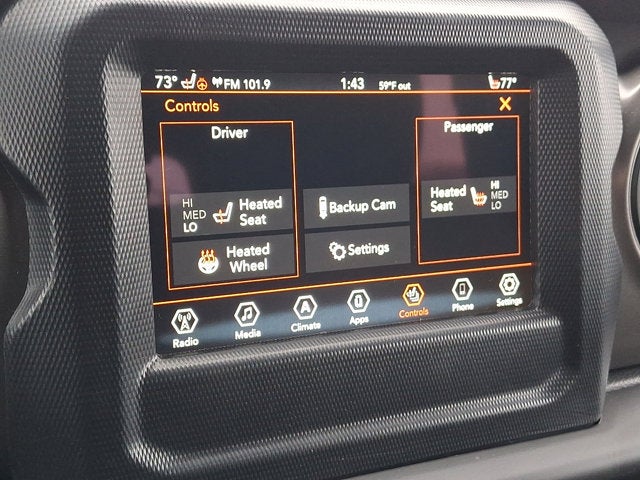 73° FM 101.9 1:43 59°F out 77°
Controls X
Driver
HI
MED
LO
Heated
Seat
Heated
Wheel
Backup Cam
Settings
Passenger
Heated
Seat
HI
MED
LO
Radio Media Climate Apps Controls Phone Settings